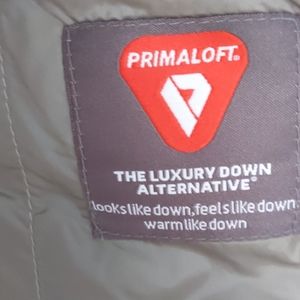 PRIMALOFT®
THE LUXURY DOWN
ALTERNATIVE®
looks like down, feels like down
warm like down